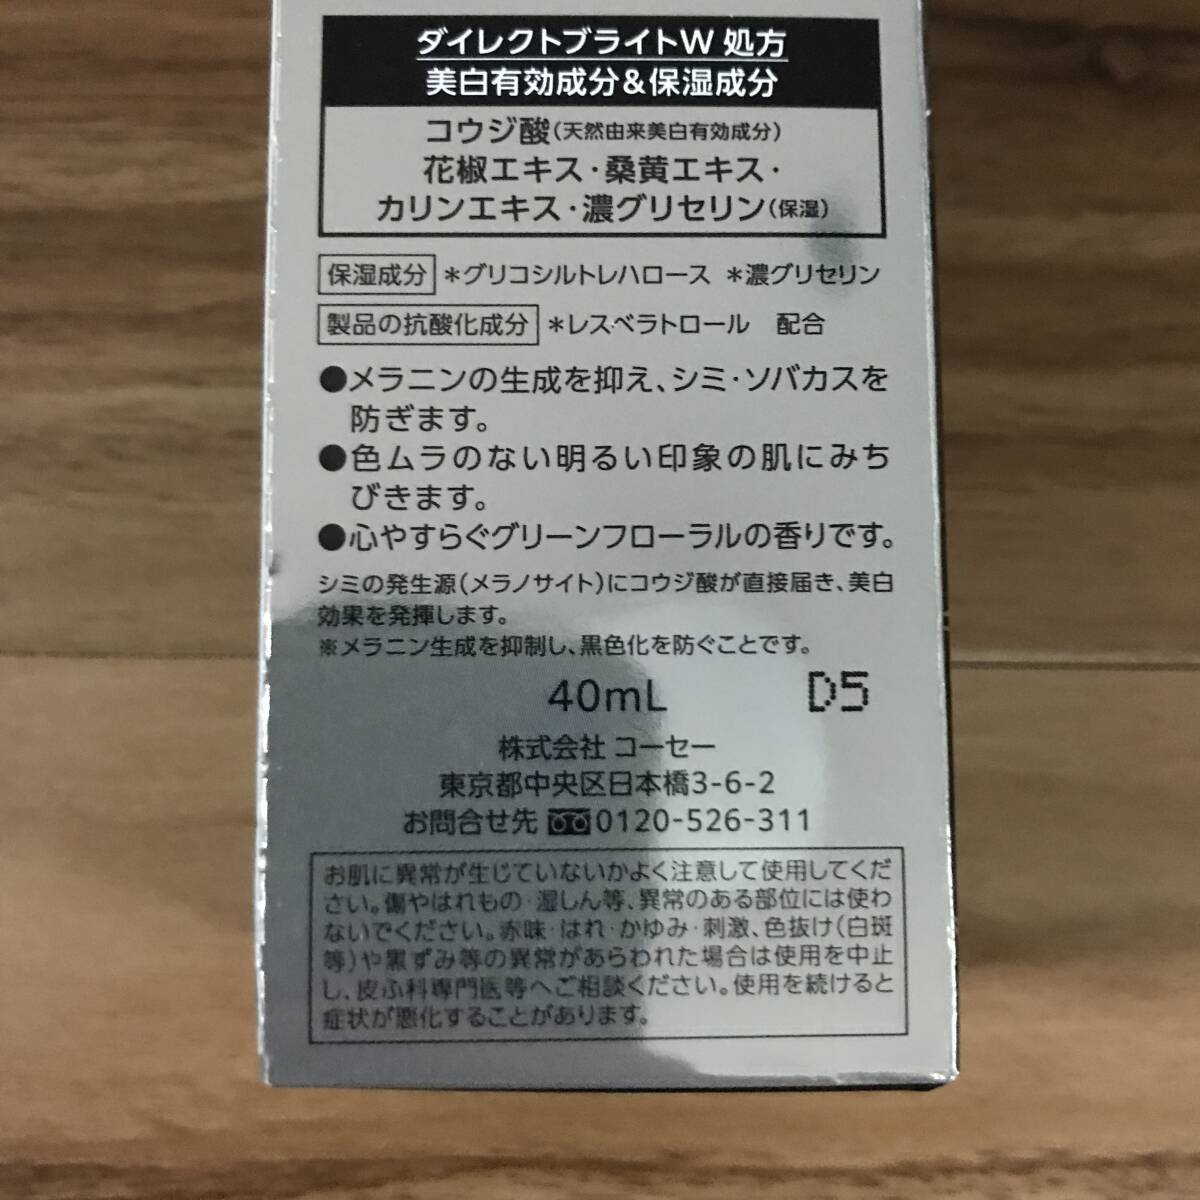 ダイレクトブライトW 処方
美白有効成分&保湿成分
コウジ酸(天然由来美白有効成分)
花椒エキス・桑黄エキス・
カリンエキス・濃グリセリン(保湿)
保湿成分 *グリコシルトレハロース *濃グリセリン
製品の抗酸化成分 *レスベラトロール 配合
●メラニンの生成を抑え、シミ・ソバカスを
防ぎます。
●色ムラのない明るい印象の肌にみち
びきます。
●心やすらぐグリーンフローラルの香りです。
シミの発生源(メラノサイト)にコウジ酸が直接届き、美白
効果を発揮します。
※メラニン生成を抑制し、黒色化を防ぐことです。
40mL D5
株式会社 コーセー
東京都中央区日本橋3-6-2
お問合せ先 0120-526-311
お肌に異常が生じていないかよく注意して使用してくだ
さい。傷やはれもの・湿しん等、異常のある部位には使わ
ないでください。赤味・はれ・かゆみ・刺激、色抜け(白斑
等)や黒ずみ等の異常があらわれた場合は使用を中止
し、皮ふ科専門医等へご相談ください。使用を続けると
症状が悪化することがあります。